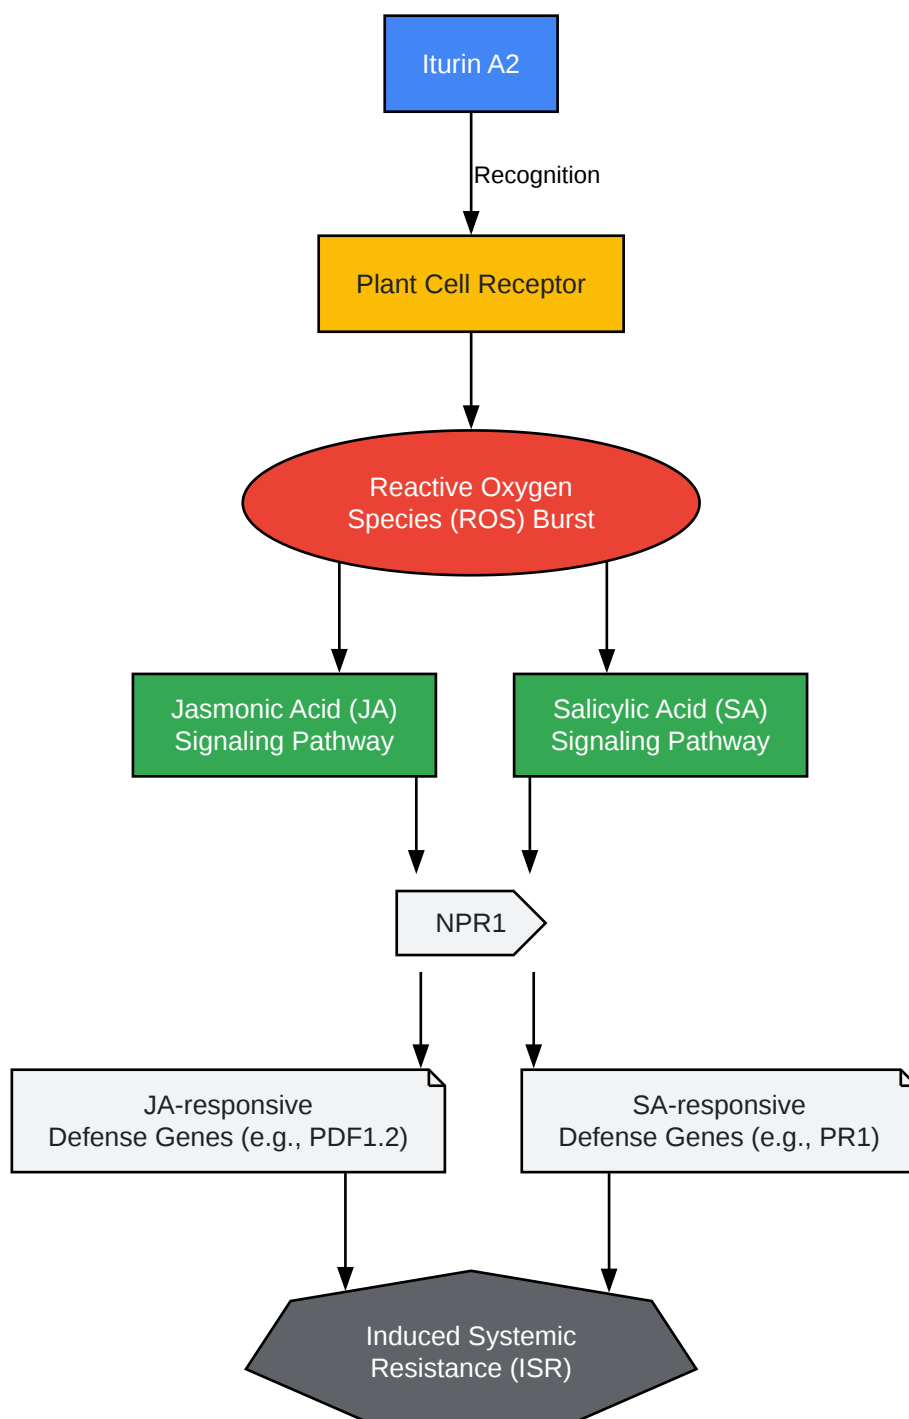 Iturin A2
Recognition
Plant Cell Receptor
Reactive Oxygen
Species (ROS) Burst
Jasmonic Acid (JA)
Signaling Pathway
Salicylic Acid (SA)
Signaling Pathway
NPR1
JA-responsive
Defense Genes (e.g., PDF1.2)
SA-responsive
Defense Genes (e.g., PR1)
Induced Systemic
Resistance (ISR)